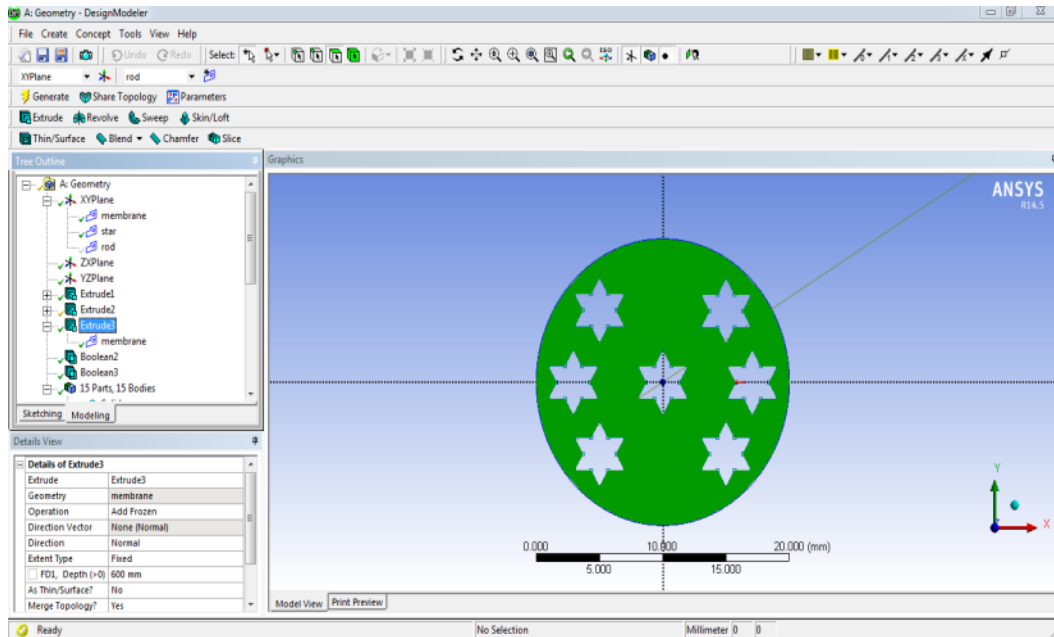 A: Geometry - DesignModeler
File Create Concept Tools View Help
Undo Redo Select:
XYPlane rod
Generate Share Topology Parameters
Extrude Revolve Sweep Skin/Loft
Thin/Surface Blend Chamfer Slice
Tree Outline
A: Geometry
XYPlane
membrane
star
rod
ZXPlane
YZPlane
Extrude1
Extrude2
Extrude3
membrane
Boolean2
Boolean3
15 Parts, 15 Bodies
Sketching Modeling
Details View
Details of Extrude3
Extrude Extrude3
Geometry membrane
Operation Add Frozen
Direction Vector None (Normal)
Direction Normal
Extent Type Fixed
FD1, Depth (>0) 600 mm
As Thin/Surface? No
Merge Topology? Yes
Graphics
ANSYS
R14.5
0.000 10.000 20.000 (mm)
5.000 15.000
Y
X
Model View Print Preview
Ready No Selection Millimeter 0 0